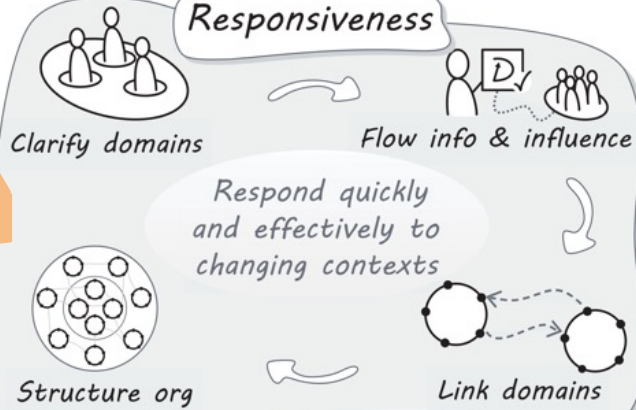 Responsiveness
Clarify domains
D
Flow info & influence
Respond quickly
and effectively to
changing contexts
Structure org
Link domains